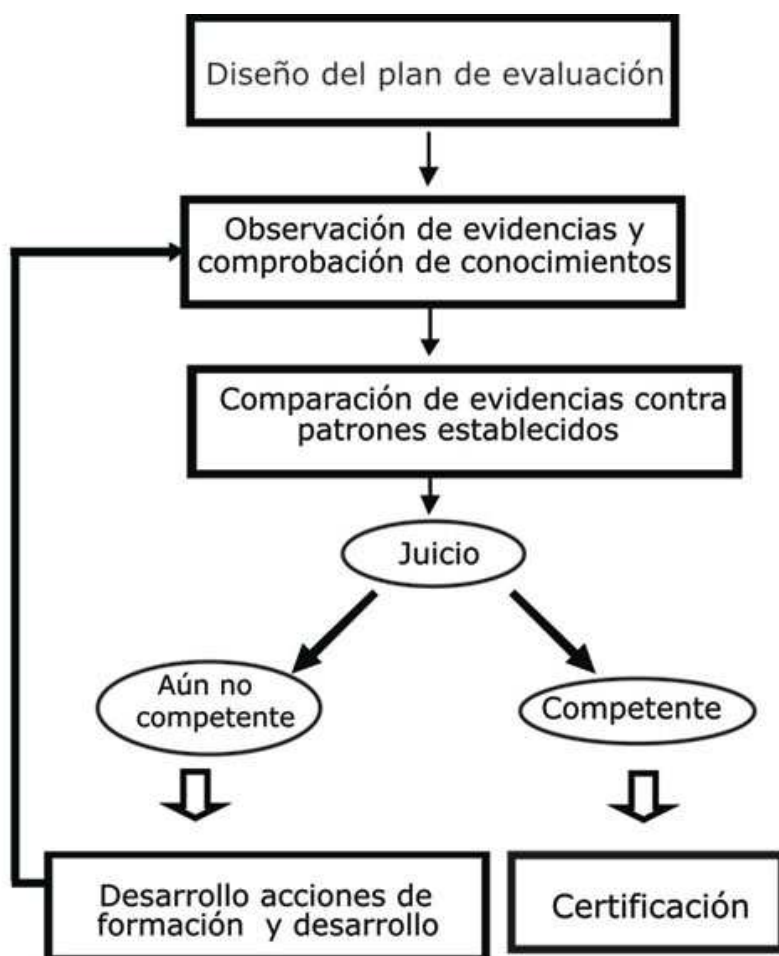 Diseño del plan de evaluación
Observación de evidencias y
comprobación de conocimientos
Comparación de evidencias contra
patrones establecidos
Juicio
Aún no
competente
Competente
Desarrollo acciones de
formación y desarrollo
Certificación